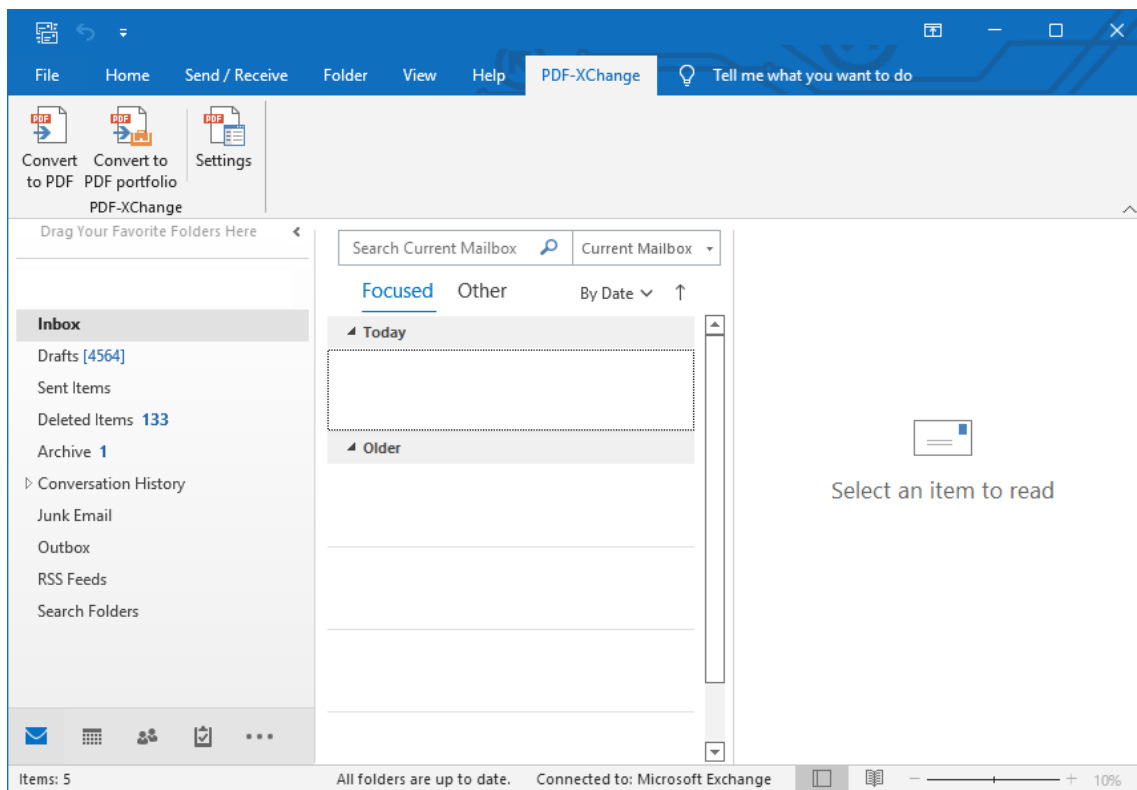 File Home Send / Receive Folder View Help PDF-XChange Tell me what you want to do
PDF PDF PDF
Convert to PDF
Convert to PDF portfolio
Settings
PDF-XChange
Drag Your Favorite Folders Here
Inbox
Drafts [4564]
Sent Items
Deleted Items 133
Archive 1
Conversation History
Junk Email
Outbox
RSS Feeds
Search Folders
Search Current Mailbox Current Mailbox
Focused Other By Date
Today
Older
Select an item to read
Items: 5 All folders are up to date. Connected to: Microsoft Exchange 10%